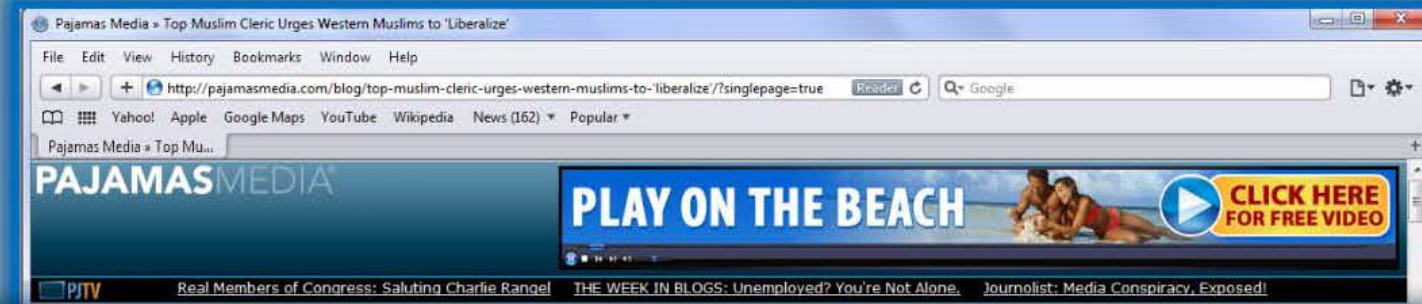 Pajamas Media » Top Muslim Cleric Urges Western Muslims to 'Liberalize'
File Edit View History Bookmarks Window Help
http://pajamasmedia.com/blog/top-muslim-cleric-urges-western-muslims-to-'liberalize'/?singlepage=true Reader Google
Yahoo! Apple Google Maps YouTube Wikipedia News (162) Popular
Pajamas Media » Top Mu...
PAJAMASMEDIA
PLAY ON THE BEACH
CLICK HERE
FOR FREE VIDEO
PJTV Real Members of Congress: Saluting Charlie Rangel THE WEEK IN BLOGS: Unemployed? You're Not Alone. Journolist: Media Conspiracy, Exposed!